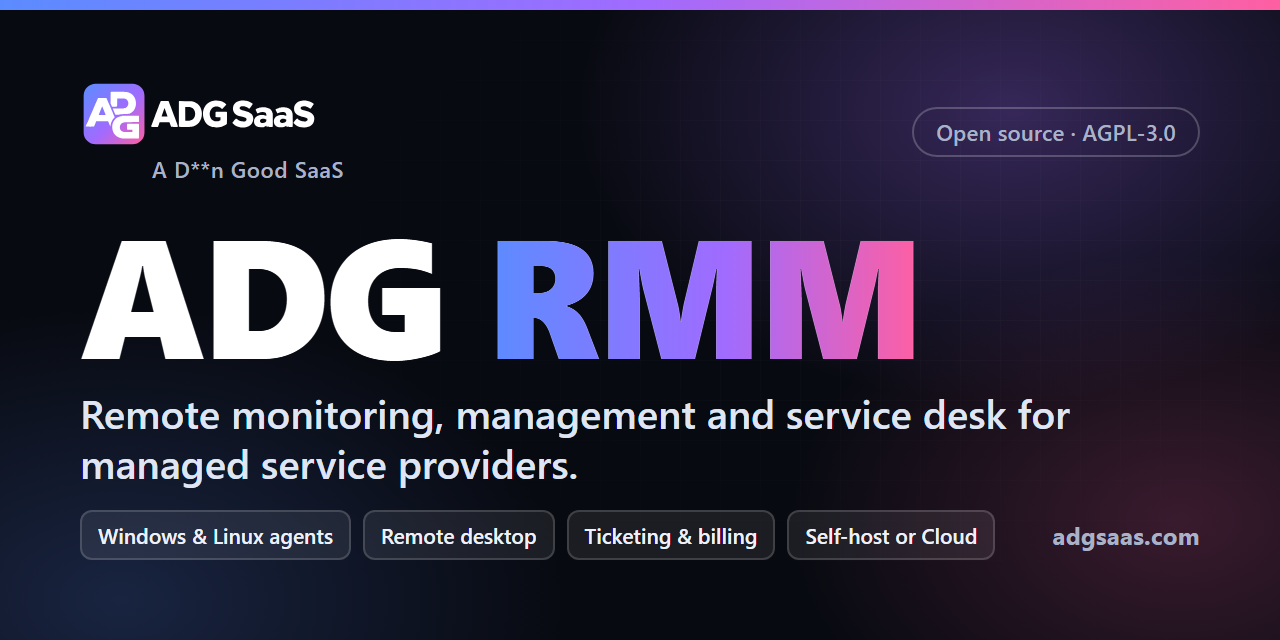 ADG
ADG SaaS
A D**n Good SaaS
Open source · AGPL-3.0
ADG RMM
Remote monitoring, management and service desk for
managed service providers.
Windows & Linux agents
Remote desktop
Ticketing & billing
Self-host or Cloud
adgsaas.com